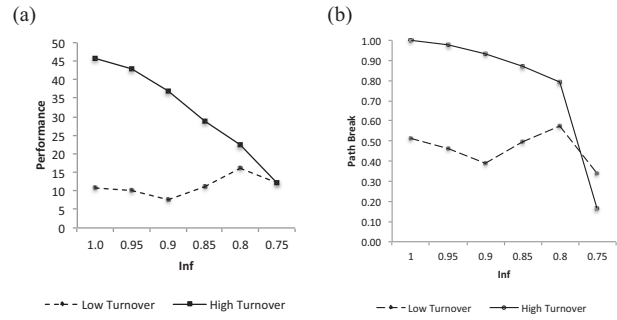 (a)
50
45
40
35
30
25
20
15
10
5
0
Performance
1.0 0.95 0.9 0.85 0.8 0.75
Inf
Low Turnover High Turnover
(b)
1.00
0.90
0.80
0.70
0.60
0.50
0.40
0.30
0.20
0.10
0.00
Path Break
1 0.95 0.9 0.85 0.8 0.75
Inf
Low Turnover High Turnover